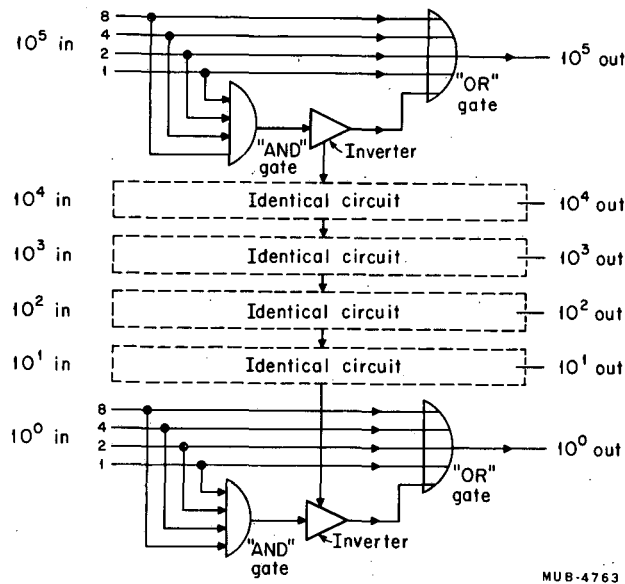 8
10⁵ in 4 10⁵ out
2
1
"OR" gate
"AND" gate
Inverter
10⁴ in Identical circuit 10⁴ out
10³ in Identical circuit 10³ out
10² in Identical circuit 10² out
10¹ in Identical circuit 10¹ out
8
10⁰ in 4 10⁰ out
2
1
"OR" gate
"AND" gate
Inverter
MUB-4763